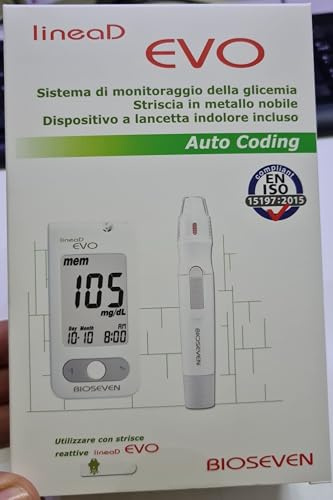 lineaD EVO
Sistema di monitoraggio della glicemia
Striscia in metallo nobile
Dispositivo a lancetta indolore incluso
Auto Coding
compliant
EN
ISO
15197:2015
lineaD
EVO
mem
105
mg/dL
Day Month AM
10-10 8:00
BIOSEVEN
BIOSEVEN
Utilizzare con strisce
reattive lineaD EVO
BIOSEVEN